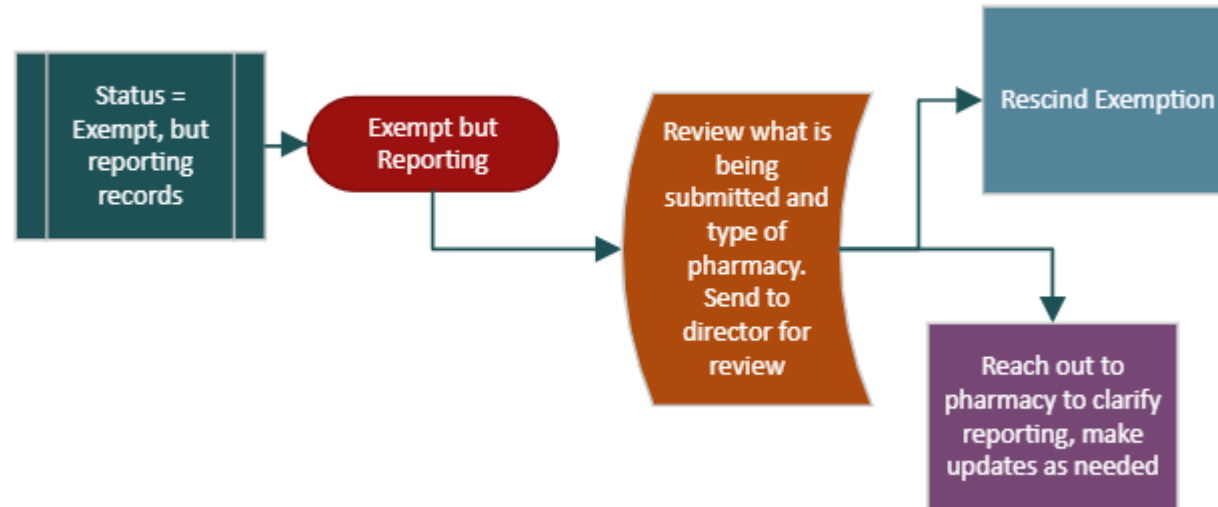 Status =
Exempt, but
reporting
records
Exempt but
Reporting
Review what is
being
submitted and
type of
pharmacy.
Send to
director for
review
Rescind Exemption
Reach out to
pharmacy to clarify
reporting, make
updates as needed